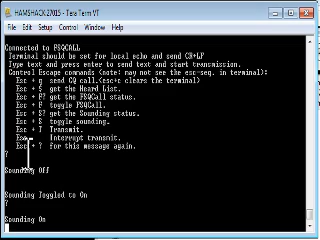 HAMSHACK:27015 - Tera Term VT
File Edit Setup Control Window Help
Connected to FSQCALL
Terminal should be set for local echo and send CR+LF
Type text and press enter to send text and start transmission.
Control Escape commands (note: may not see the esc-seq. in terminal):
Esc + q send CQ call.(esc+c clears the terminal)
Esc + $ get the Heard List.
Esc + F? get the FSQCall status.
Esc + F toggle FSQCall.
Esc + S? get the Sounding status.
Esc + S toggle sounding.
Esc + T Transmit.
Esc Interrupt transmit.
Esc + ? for this message again.
?
Sounding Off
Sounding Toggled to On
?
Sounding On